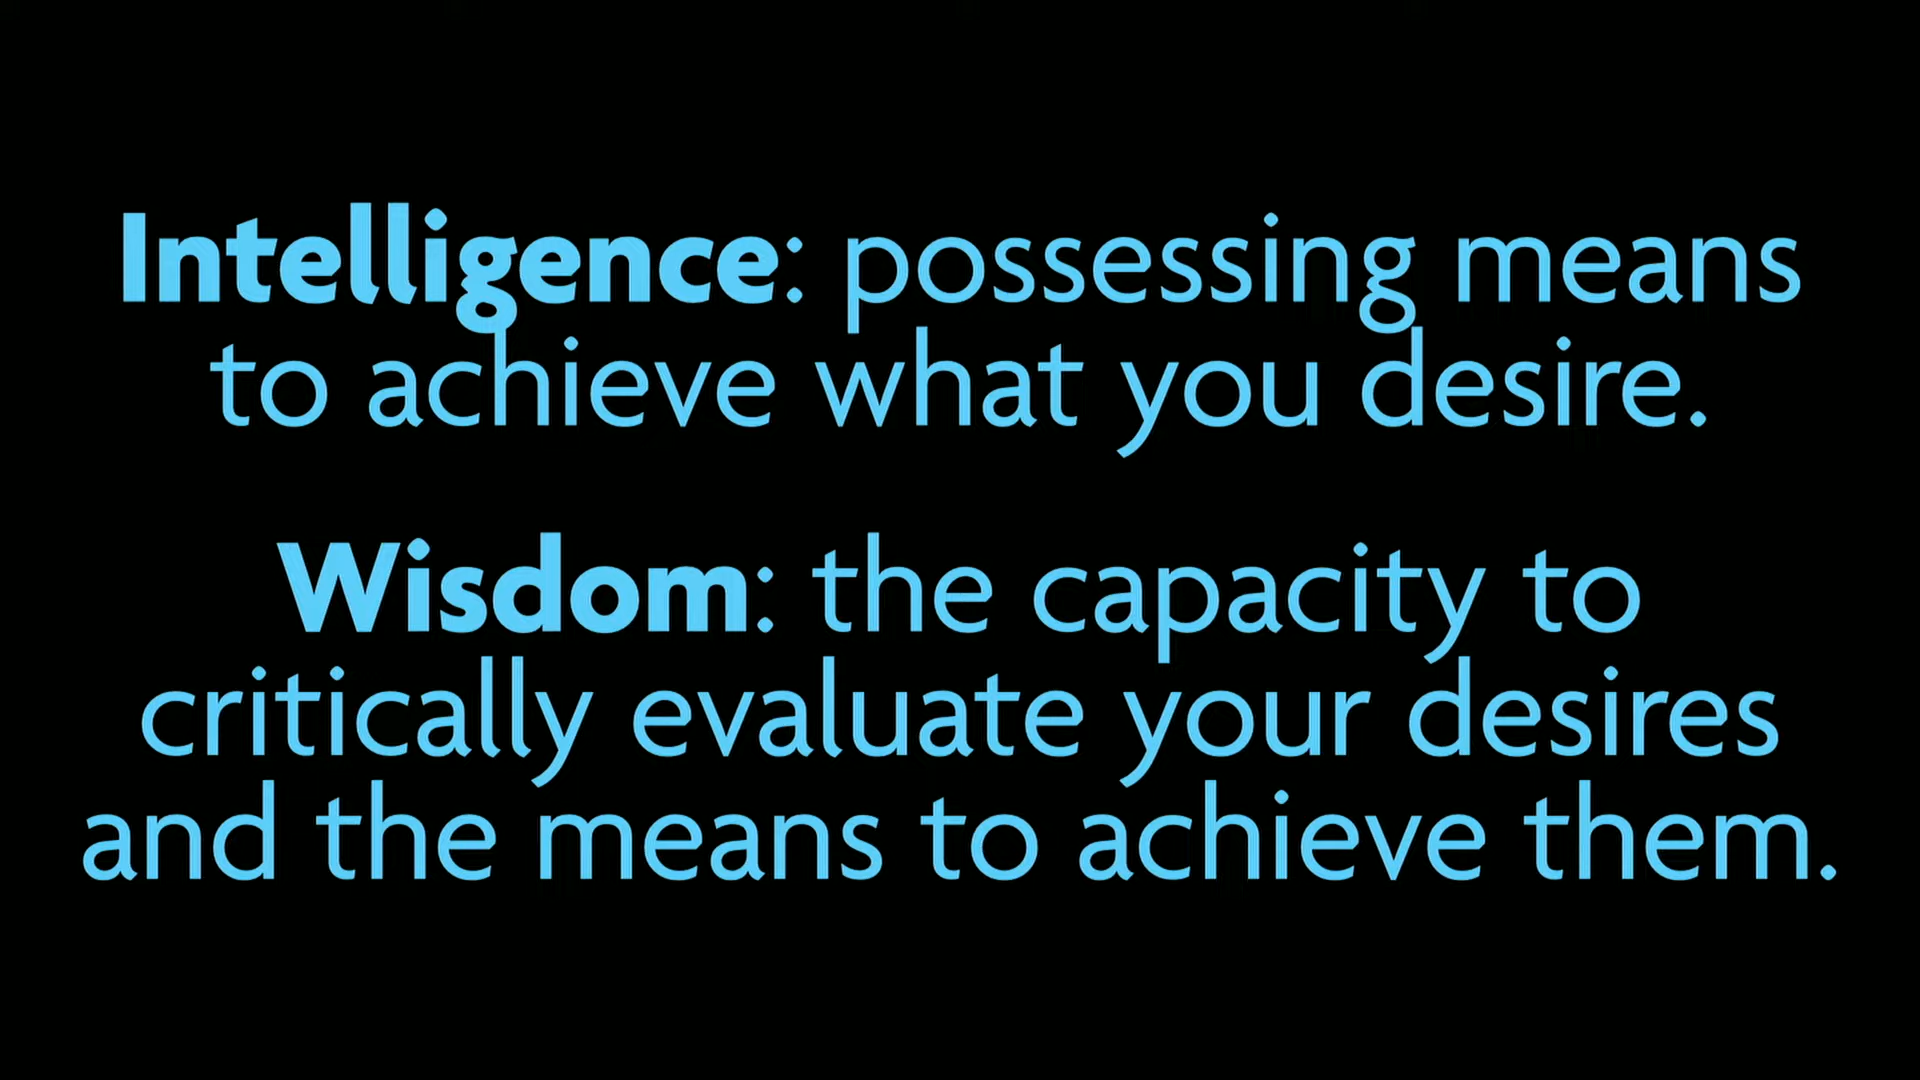 Intelligence: possessing means
to achieve what you desire.
Wisdom: the capacity to
critically evaluate your desires
and the means to achieve them.